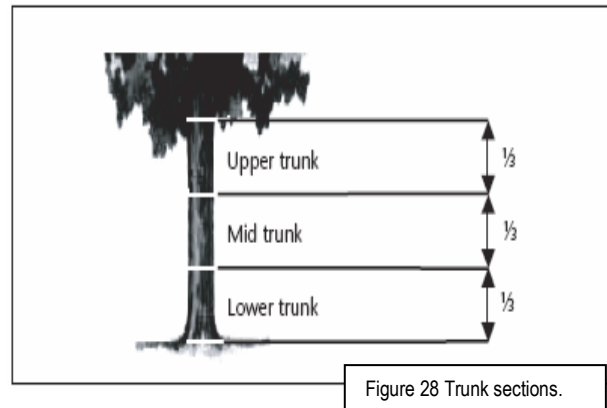 Upper trunk
⅓
Mid trunk
⅓
Lower trunk
⅓
Figure 28 Trunk sections.